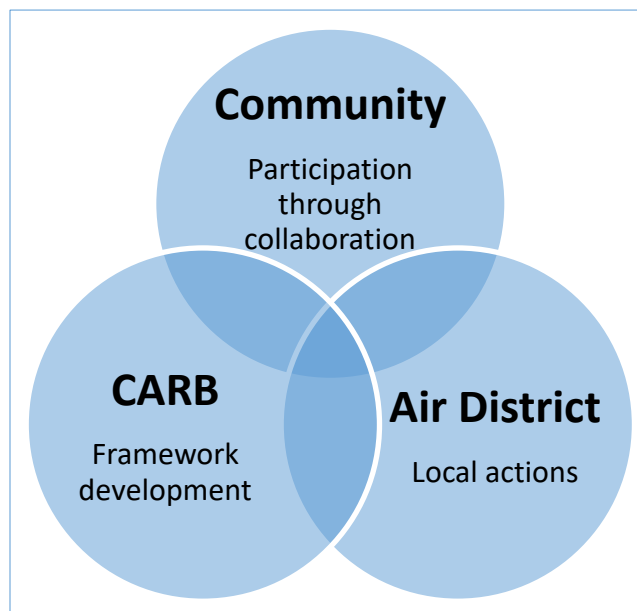 Community
Participation
through
collaboration
CARB
Framework
development
Air District
Local actions